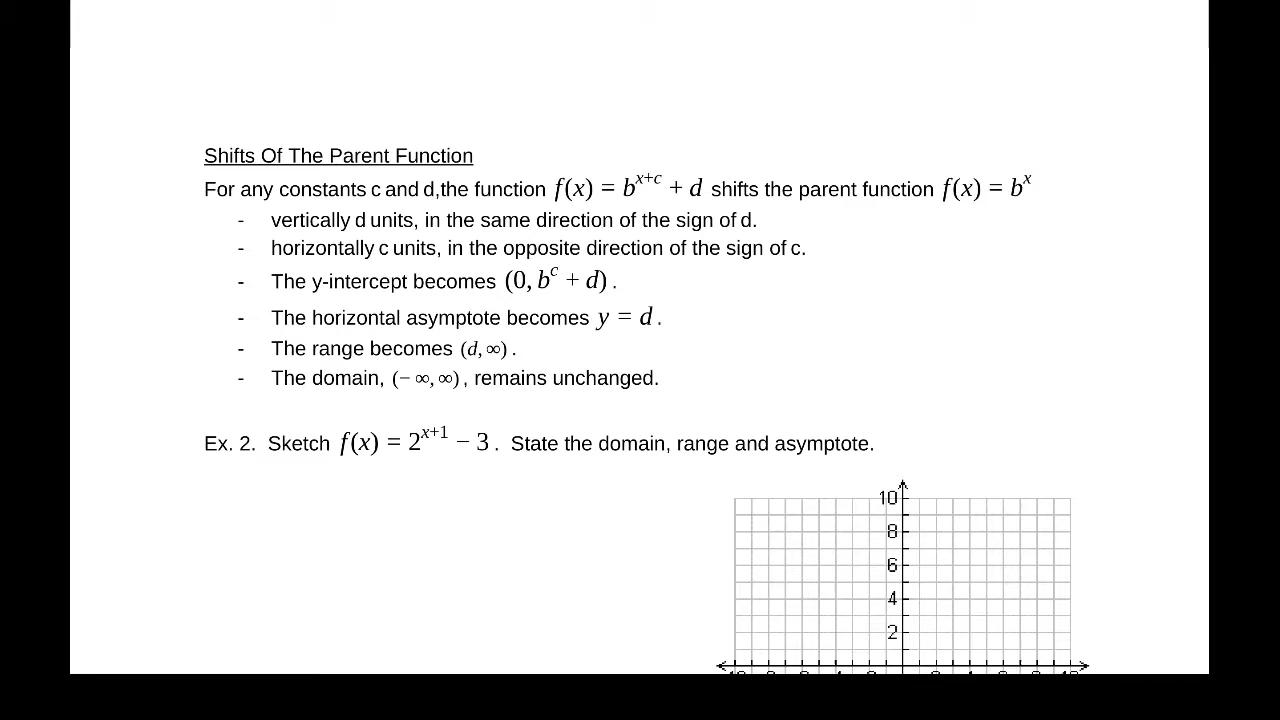 Shifts Of The Parent Function
For any constants c and d,the function f(x) = b^{x+c} + d shifts the parent function f(x) = b^x
- vertically d units, in the same direction of the sign of d.
- horizontally c units, in the opposite direction of the sign of c.
- The y-intercept becomes (0, b^c + d).
- The horizontal asymptote becomes y = d.
- The range becomes (d, ∞).
- The domain, (− ∞, ∞), remains unchanged.
Ex. 2. Sketch f(x) = 2^{x+1} − 3. State the domain, range and asymptote.
10
8
6
4
2